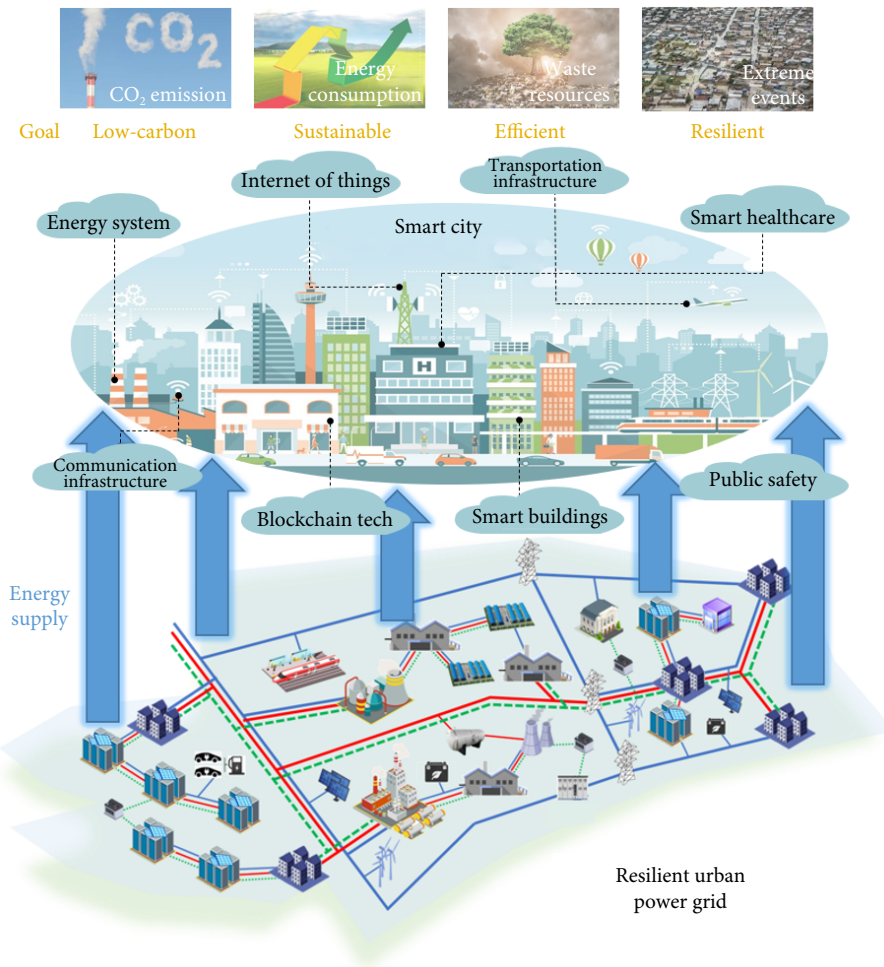 CO2
CO₂ emission
Energy
consumption
Waste
resources
Extreme
events
Goal
Low-carbon
Sustainable
Efficient
Resilient
Internet of things
Transportation
infrastructure
Energy system
Smart healthcare
Smart city
H
Communication
infrastructure
Public safety
Blockchain tech
Smart buildings
Energy
supply
Resilient urban
power grid